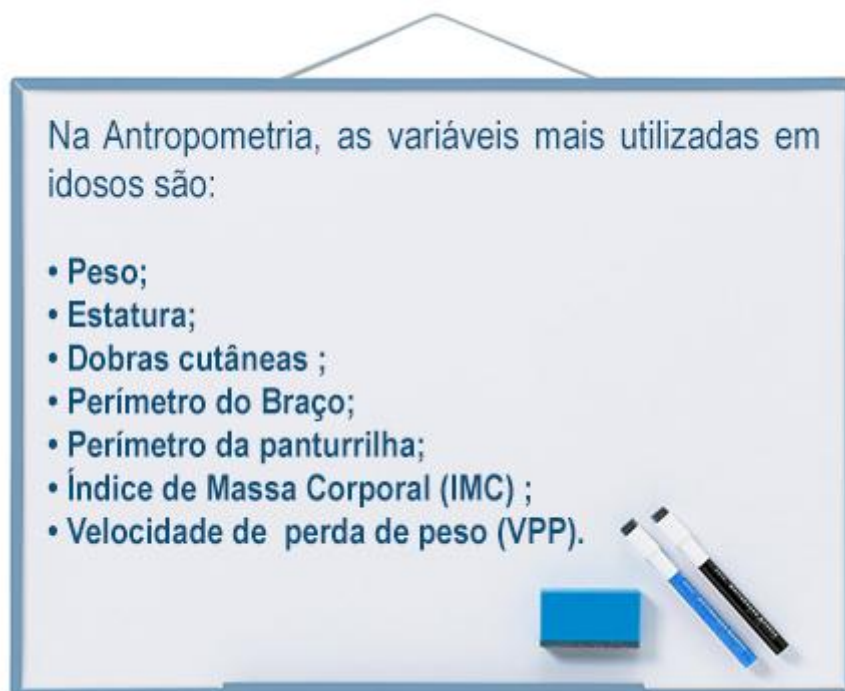 Na Antropometria, as variáveis mais utilizadas em
idosos são:
• Peso;
• Estatura;
• Dobras cutâneas ;
• Perímetro do Braço;
• Perímetro da panturrilha;
• Índice de Massa Corporal (IMC) ;
• Velocidade de  perda de peso (VPP).